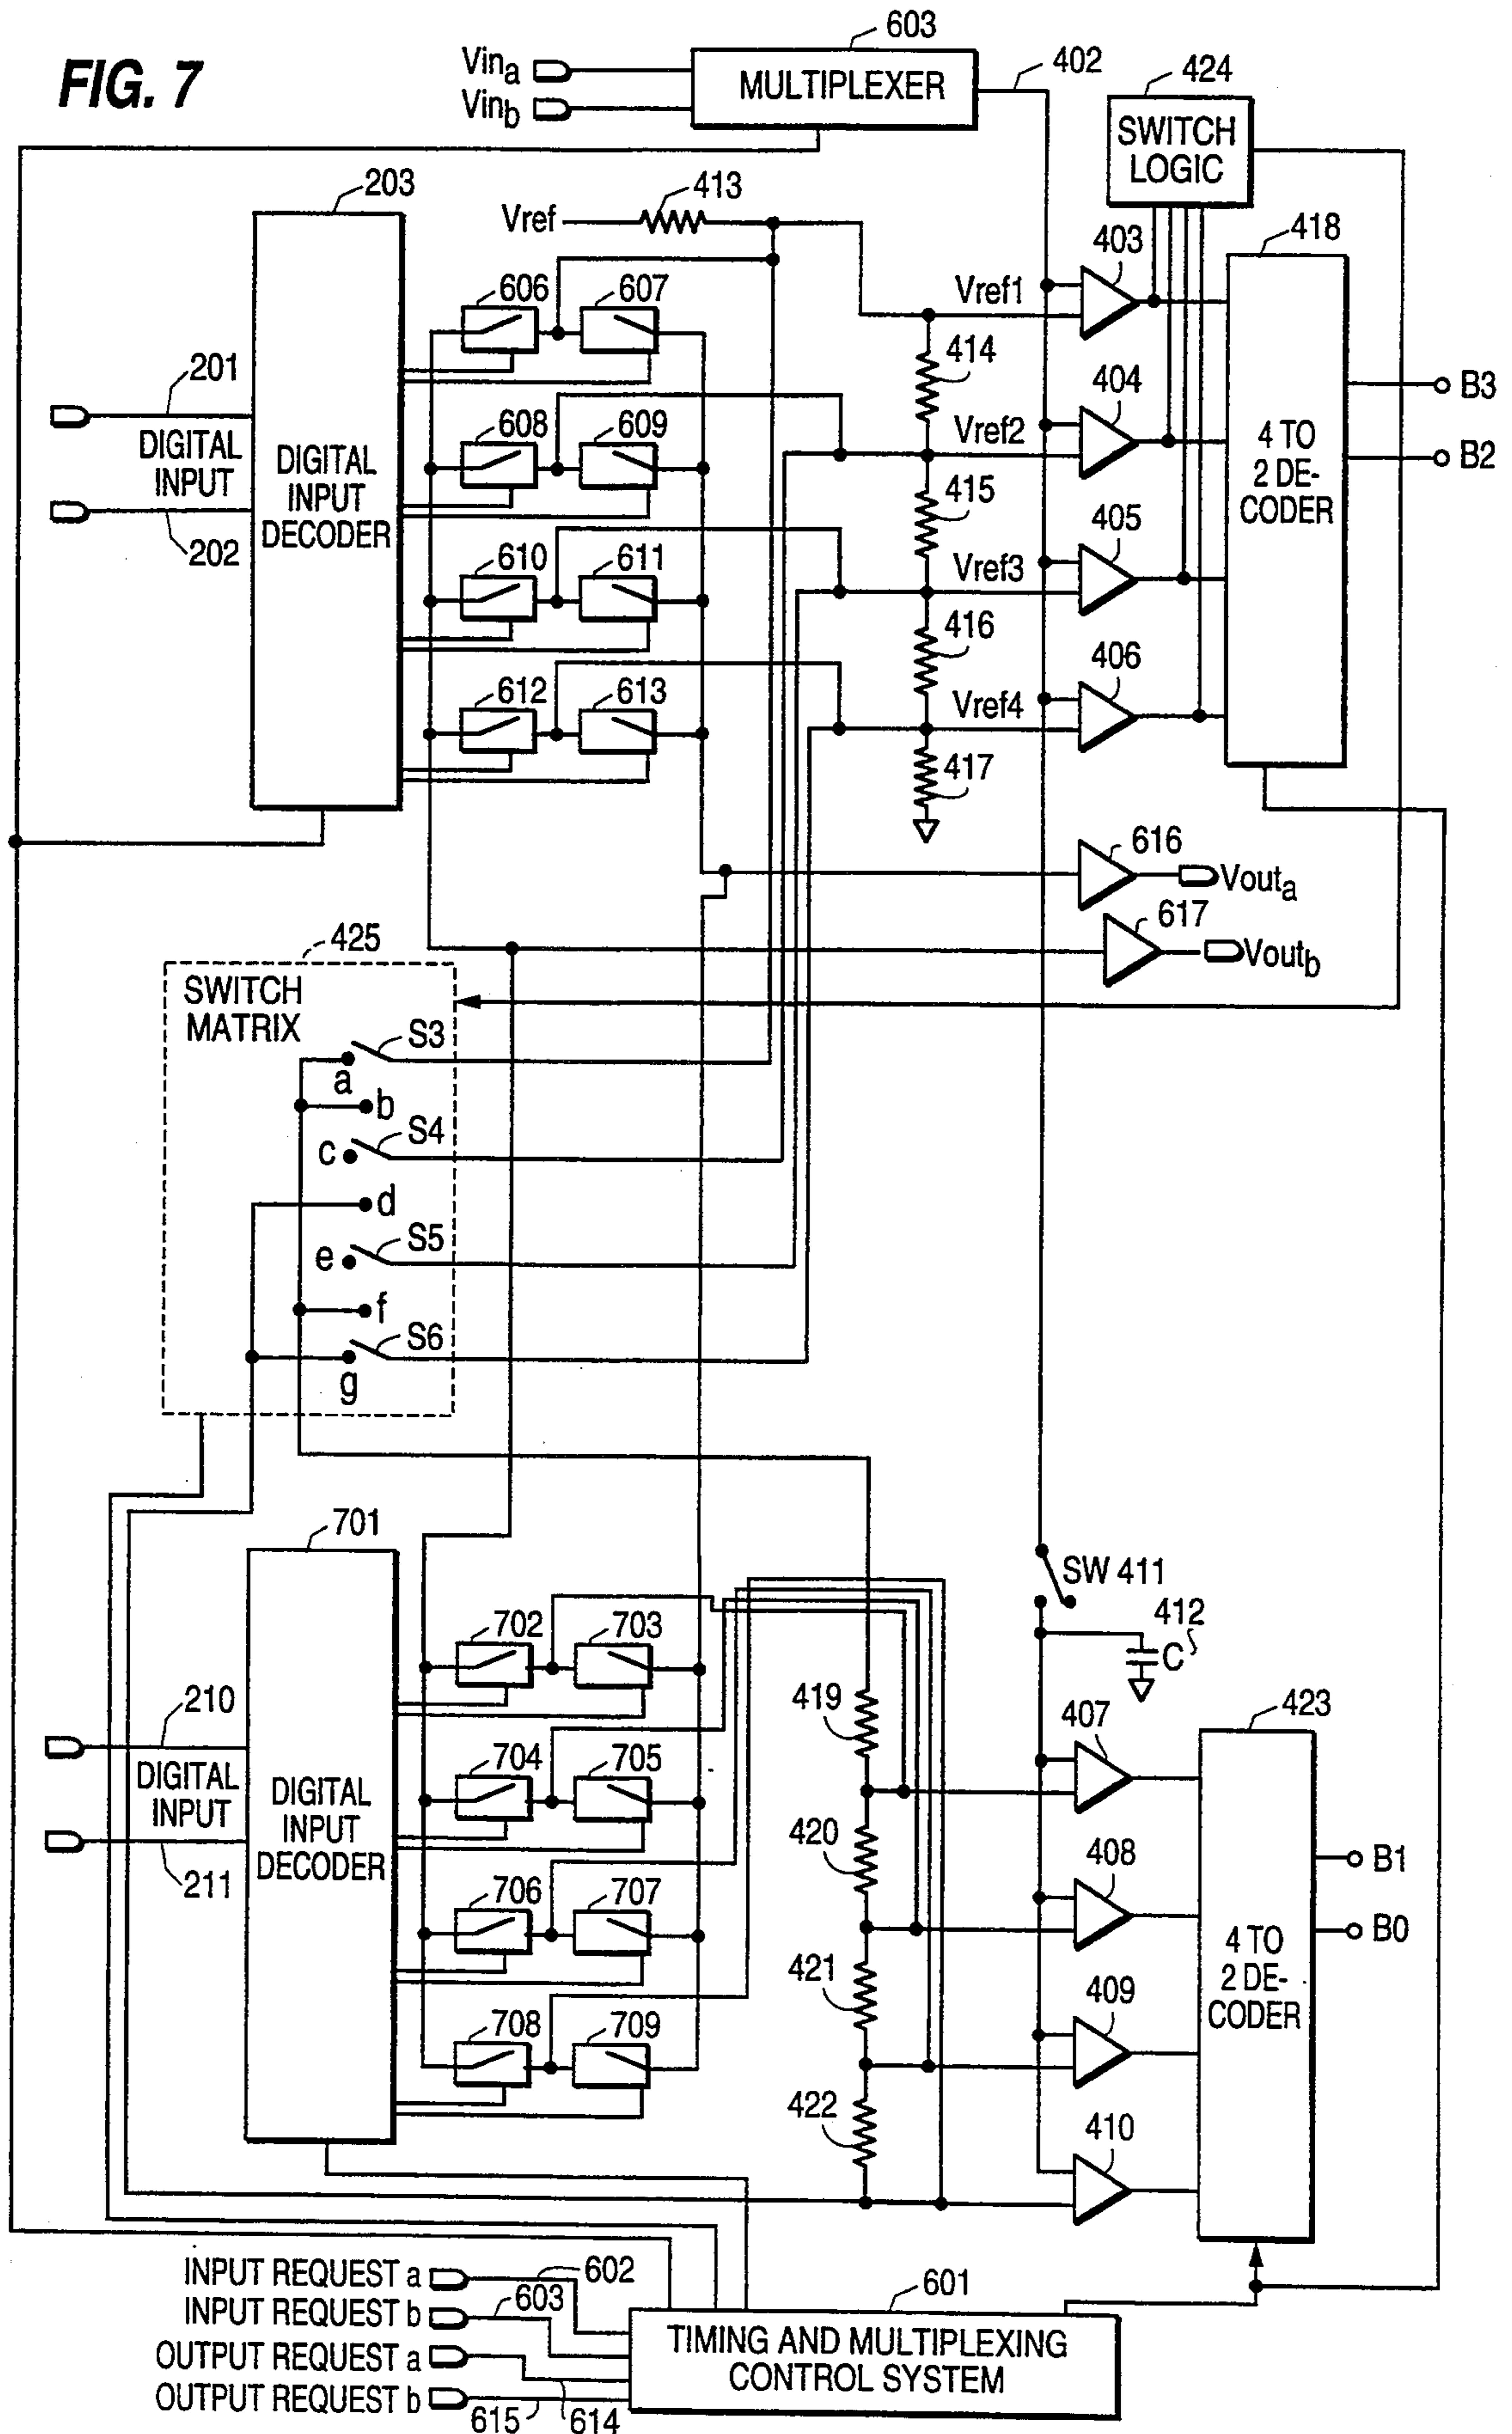 FIG. 7
Vina
Vinb
603
MULTIPLEXER
402
424
SWITCH
LOGIC
203
Vref
413
418
403
606
607
Vref1
414
201
DIGITAL
INPUT
202
DIGITAL
INPUT
DECODER
608
609
Vref2
404
4 TO
2 DE-
CODER
B3
B2
415
610
611
Vref3
405
416
612
613
Vref4
406
417
616
Vouta
617
Voutb
425
SWITCH
MATRIX
S3
a
b
S4
c
d
S5
e
f
S6
g
701
SW 411
412
C
702
703
210
DIGITAL
INPUT
211
DIGITAL
INPUT
DECODER
419
407
423
704
705
420
408
B1
B0
706
707
421
409
4 TO
2 DE-
CODER
708
709
422
410
INPUT REQUEST a
602
INPUT REQUEST b
603
601
OUTPUT REQUEST a
TIMING AND MULTIPLEXING
CONTROL SYSTEM
OUTPUT REQUEST b
615
614